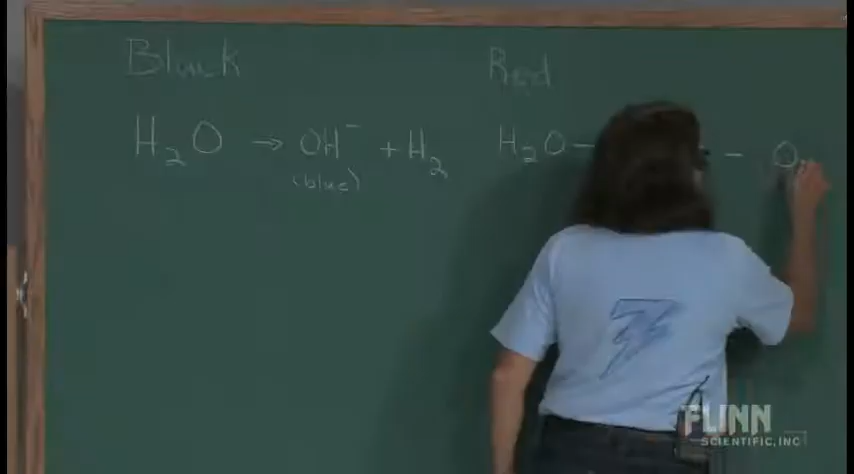 Black
Red
H₂O → OH⁻ + H₂
(blue)
H₂O – – O
FLINN
SCIENTIFIC, INC